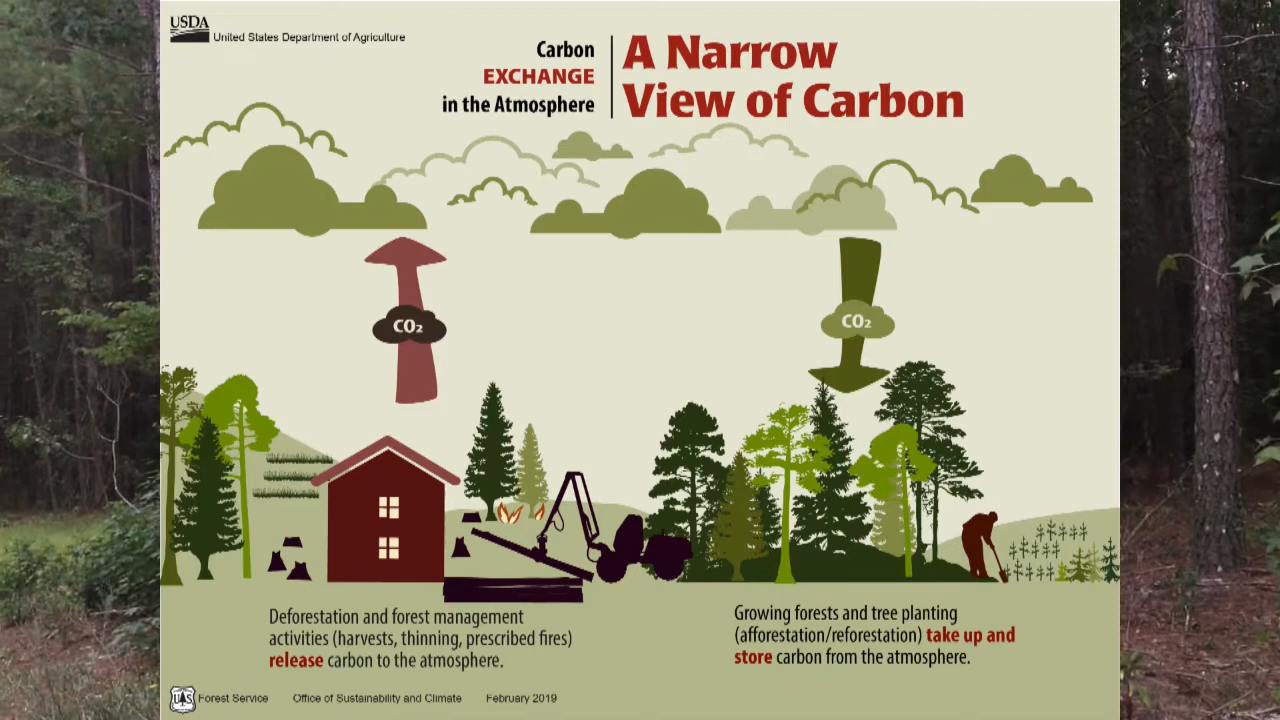 USDA
United States Department of Agriculture
Carbon
EXCHANGE
in the Atmosphere
A Narrow
View of Carbon
CO₂
CO₂
Deforestation and forest management
activities (harvests, thinning, prescribed fires)
release carbon to the atmosphere.
Growing forests and tree planting
(afforestation/reforestation) take up and
store carbon from the atmosphere.
U S
Forest Service
Office of Sustainability and Climate
February 2019